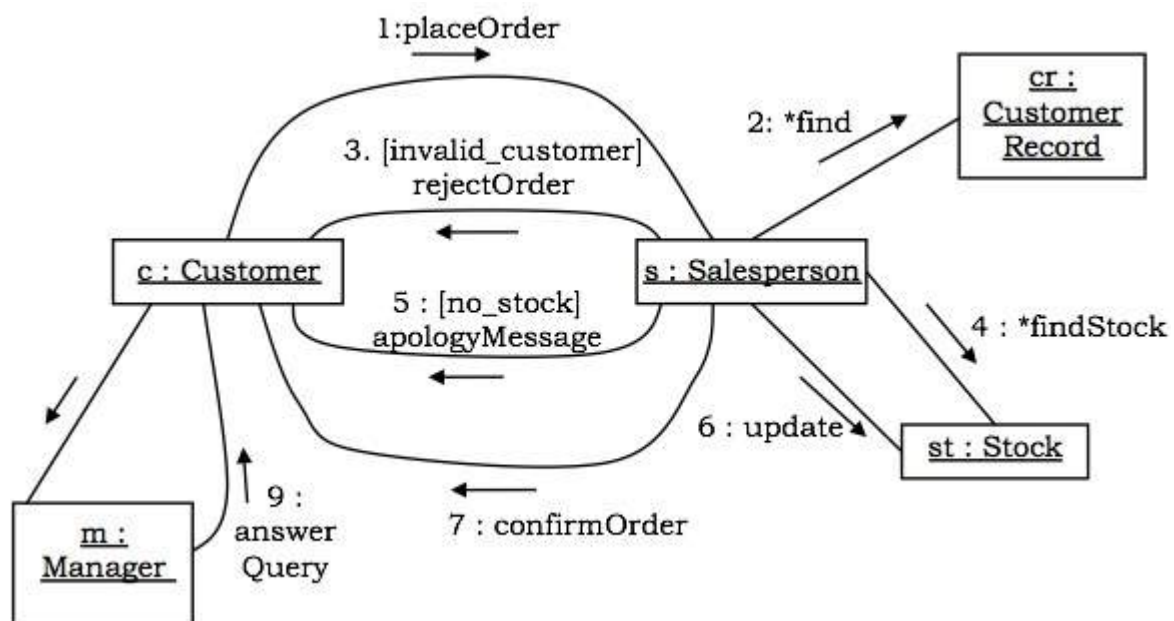 1:placeOrder
cr :
Customer
Record
2: *find
3. [invalid_customer]
rejectOrder
c : Customer
s : Salesperson
5 : [no_stock]
apologyMessage
4 : *findStock
6 : update
st : Stock
7 : confirmOrder
9 :
answer
Query
m :
Manager